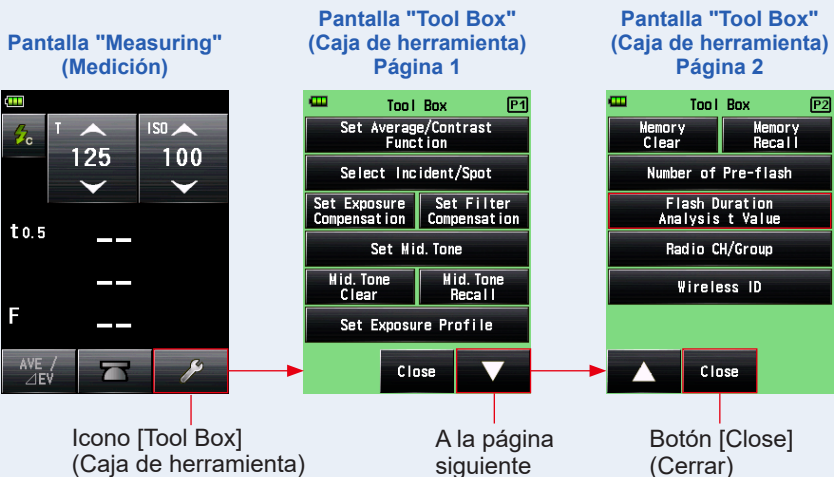 Pantalla "Measuring"
(Medición)
T
ISO
C
125
100
t0.5
--
--
F
--
AVE /
⊿EV
Icono [Tool Box]
(Caja de herramienta)
Pantalla "Tool Box"
(Caja de herramienta)
Página 1
Tool Box
P1
Set Average/Contrast
Function
Select Incident/Spot
Set Exposure
Compensation
Set Filter
Compensation
Set Mid. Tone
Mid. Tone
Clear
Mid. Tone
Recall
Set Exposure Profile
Close
A la página
siguiente
Pantalla "Tool Box"
(Caja de herramienta)
Página 2
Tool Box
P2
Memory
Clear
Memory
Recall
Number of Pre-flash
Flash Duration
Analysis t Value
Radio CH/Group
Wireless ID
Close
Botón [Close]
(Cerrar)